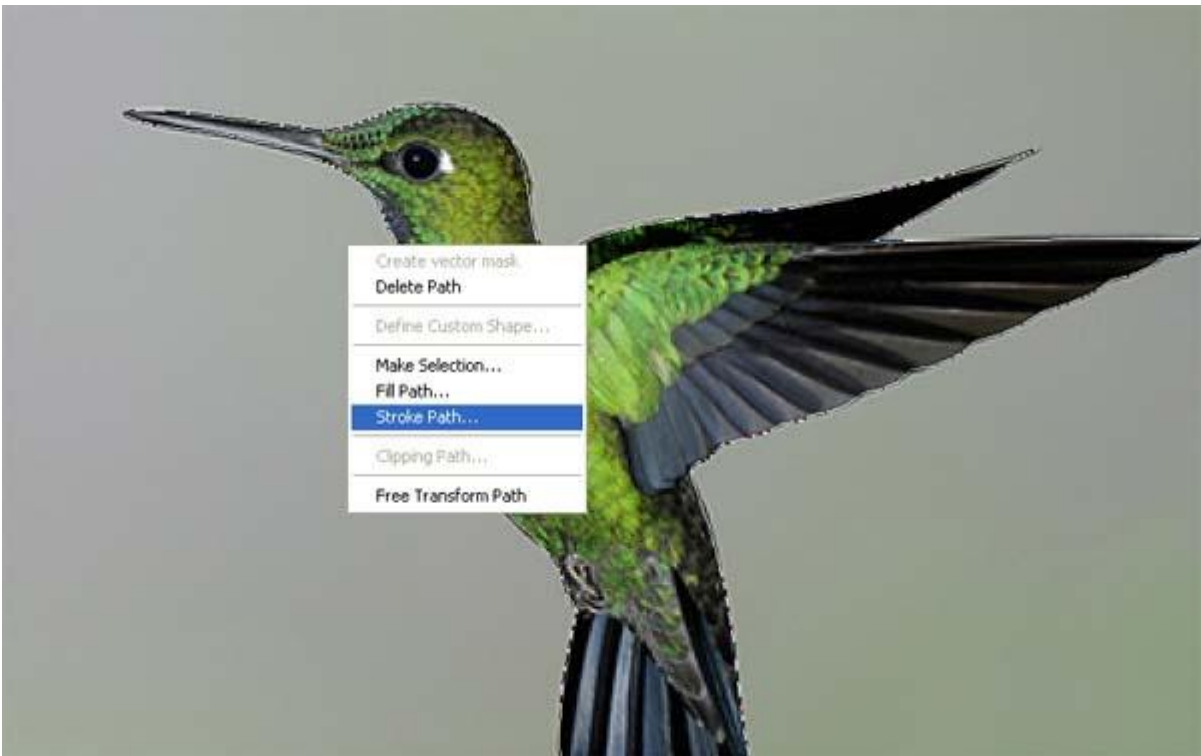 Create vector mask
Delete Path
Define Custom Shape...
Make Selection...
Fill Path...
Stroke Path...
Clipping Path...
Free Transform Path